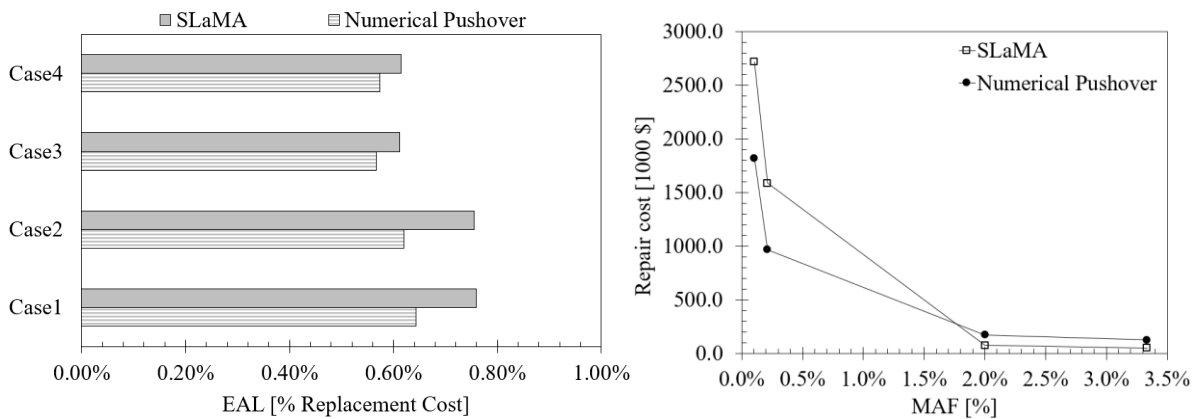 SLaMA Numerical Pushover
Case4
Case3
Case2
Case1
0.00% 0.20% 0.40% 0.60% 0.80% 1.00%
EAL [% Replacement Cost]
3000.0
2500.0
2000.0
1500.0
1000.0
500.0
0.0
Repair cost [1000 $]
SLaMA
Numerical Pushover
0.0% 0.5% 1.0% 1.5% 2.0% 2.5% 3.0% 3.5%
MAF [%]